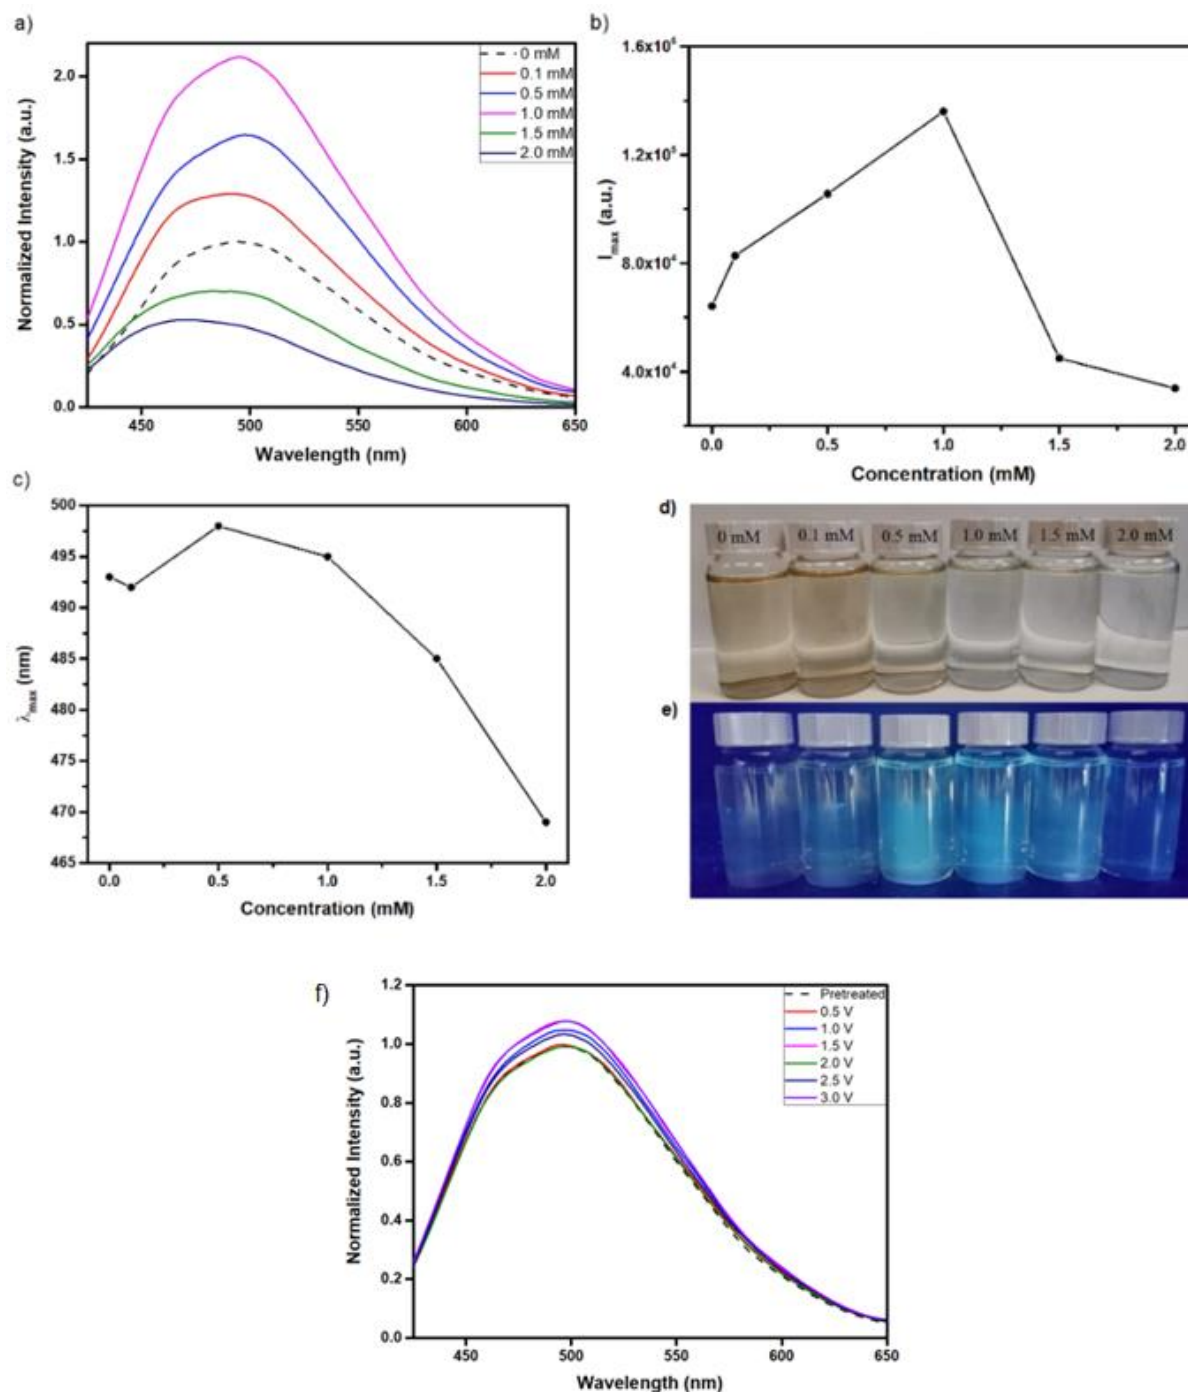 a)
Normalized Intensity (a.u.)
2.0
1.5
1.0
0.5
0.0
450 500 550 600 650
Wavelength (nm)
0 mM
0.1 mM
0.5 mM
1.0 mM
1.5 mM
2.0 mM
b)
I_max (a.u.)
1.6x10⁵
1.2x10⁵
8.0x10⁴
4.0x10⁴
0.0 0.5 1.0 1.5 2.0
Concentration (mM)
c)
λ_max (nm)
500
495
490
485
480
475
470
465
0.0 0.5 1.0 1.5 2.0
Concentration (mM)
d)
0 mM 0.1 mM 0.5 mM 1.0 mM 1.5 mM 2.0 mM
e)
f)
Normalized Intensity (a.u.)
1.2
1.0
0.8
0.6
0.4
0.2
0.0
450 500 550 600 650
Wavelength (nm)
Pretreated
0.5 V
1.0 V
1.5 V
2.0 V
2.5 V
3.0 V